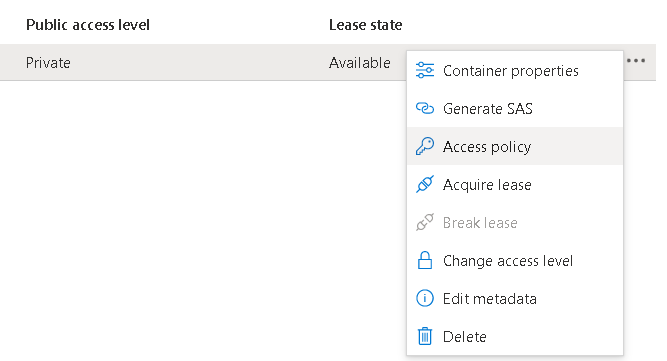 Public access level Lease state
Private Available
Container properties
Generate SAS
Access policy
Acquire lease
Break lease
Change access level
Edit metadata
Delete